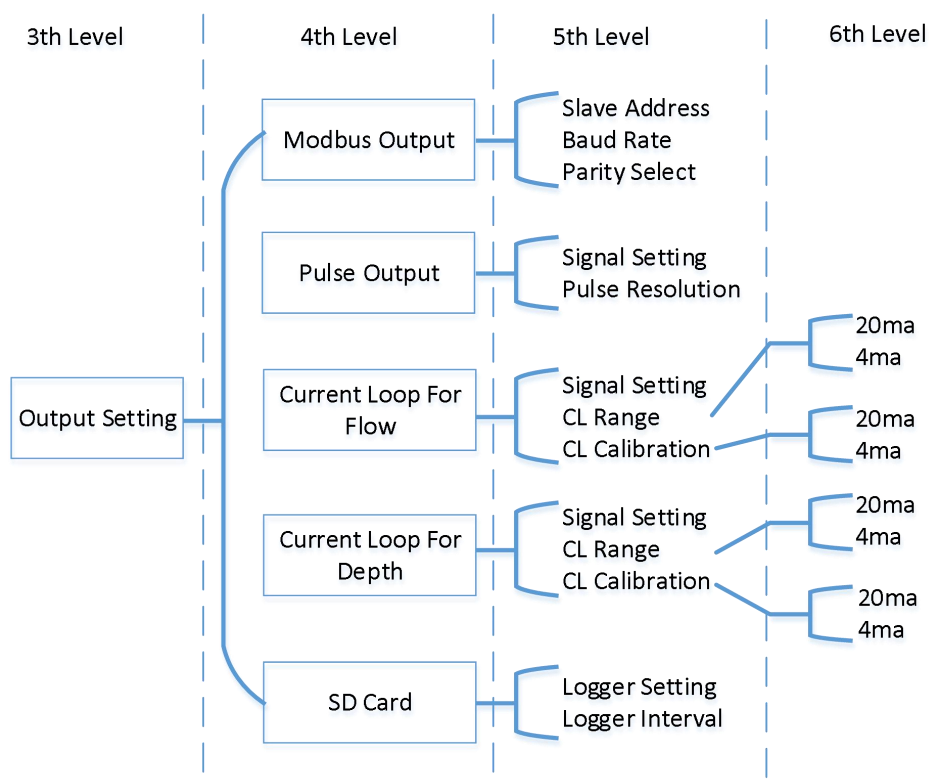 3th Level
4th Level
5th Level
6th Level
Output Setting
Modbus Output
Slave Address
Baud Rate
Parity Select
Pulse Output
Signal Setting
Pulse Resolution
Current Loop For
Flow
Signal Setting
CL Range
CL Calibration
20ma
4ma
20ma
4ma
Current Loop For
Depth
Signal Setting
CL Range
CL Calibration
20ma
4ma
20ma
4ma
SD Card
Logger Setting
Logger Interval